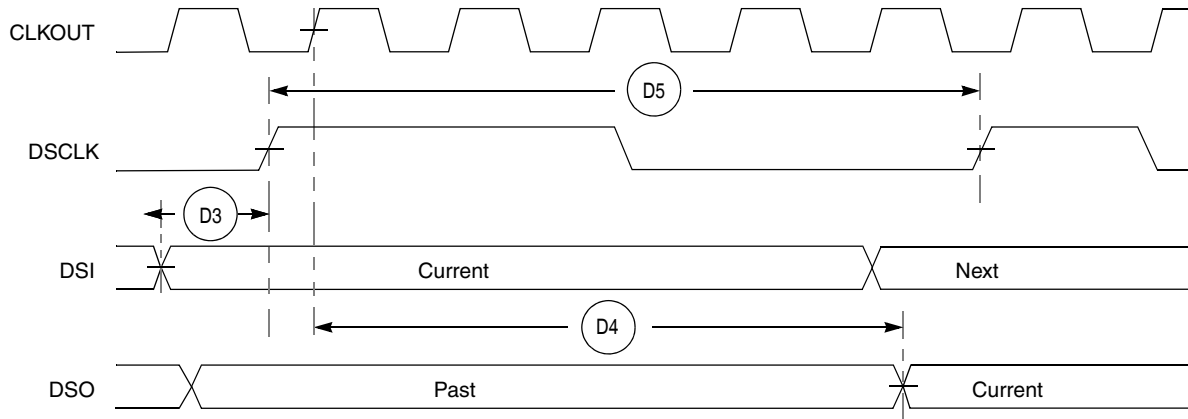 CLKOUT
D5
DSCLK
D3
DSI
Current
Next
D4
DSO
Past
Current